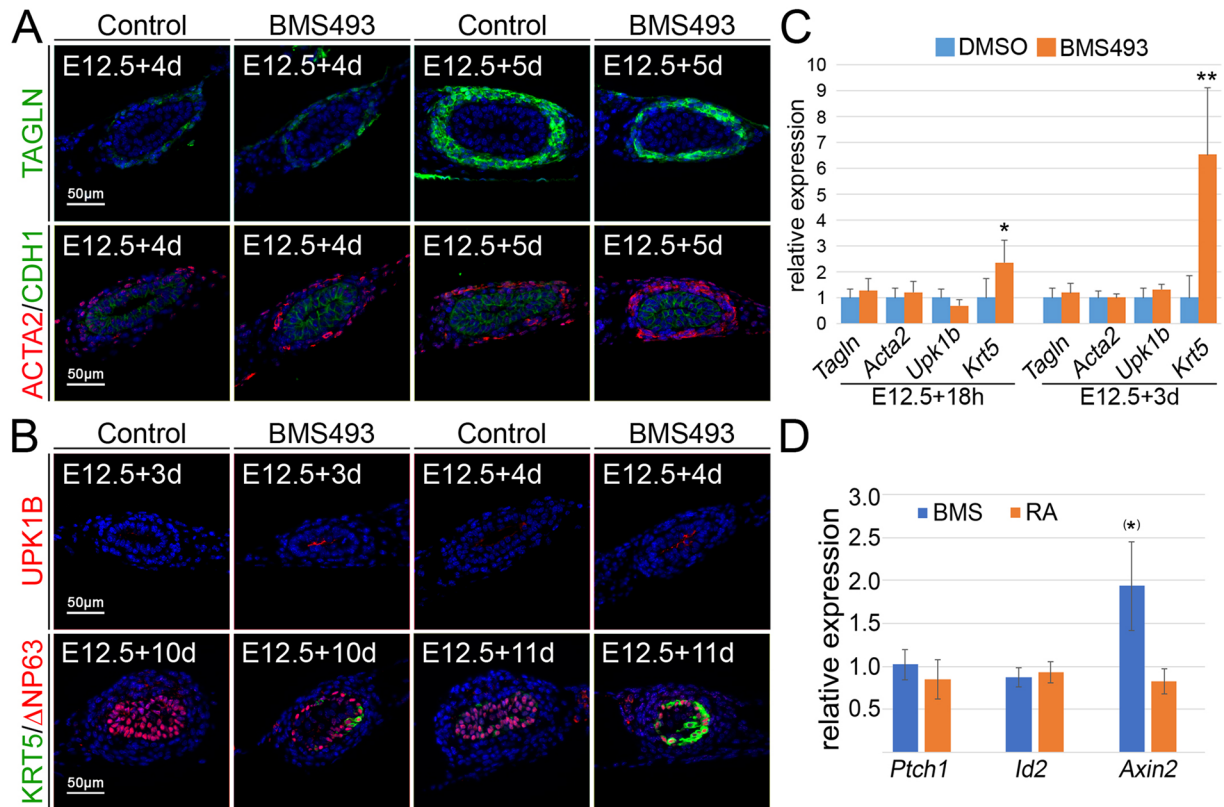 A
Control
BMS493
Control
BMS493
TAGLN
E12.5+4d
E12.5+4d
E12.5+5d
E12.5+5d
50µm
ACTA2/CDH1
E12.5+4d
E12.5+4d
E12.5+5d
E12.5+5d
50µm
B
Control
BMS493
Control
BMS493
UPK1B
E12.5+3d
E12.5+3d
E12.5+4d
E12.5+4d
50µm
KRT5/ΔNP63
E12.5+10d
E12.5+10d
E12.5+11d
E12.5+11d
50µm
C
DMSO BMS493
relative expression
10
9
8
7
6
5
4
3
2
1
0
*
**
Tagln Acta2 Upk1b Krt5 Tagln Acta2 Upk1b Krt5
E12.5+18h E12.5+3d
D
BMS RA
relative expression
3.0
2.5
2.0
1.5
1.0
0.5
(*)
Ptch1 Id2 Axin2